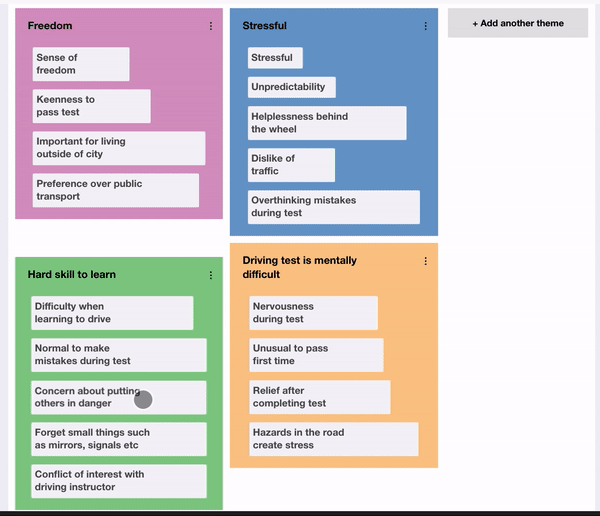 Freedom
Sense of
freedom
Keenness to
pass test
Important for living
outside of city
Preference over public
transport
Stressful
Stressful
Unpredictability
Helplessness behind
the wheel
Dislike of
traffic
Overthinking mistakes
during test
+ Add another theme
Hard skill to learn
Difficulty when
learning to drive
Normal to make
mistakes during test
Concern about putting
others in danger
Forget small things such
as mirrors, signals etc
Conflict of interest with
driving instructor
Driving test is mentally
difficult
Nervousness
during test
Unusual to pass
first time
Relief after
completing test
Hazards in the road
create stress